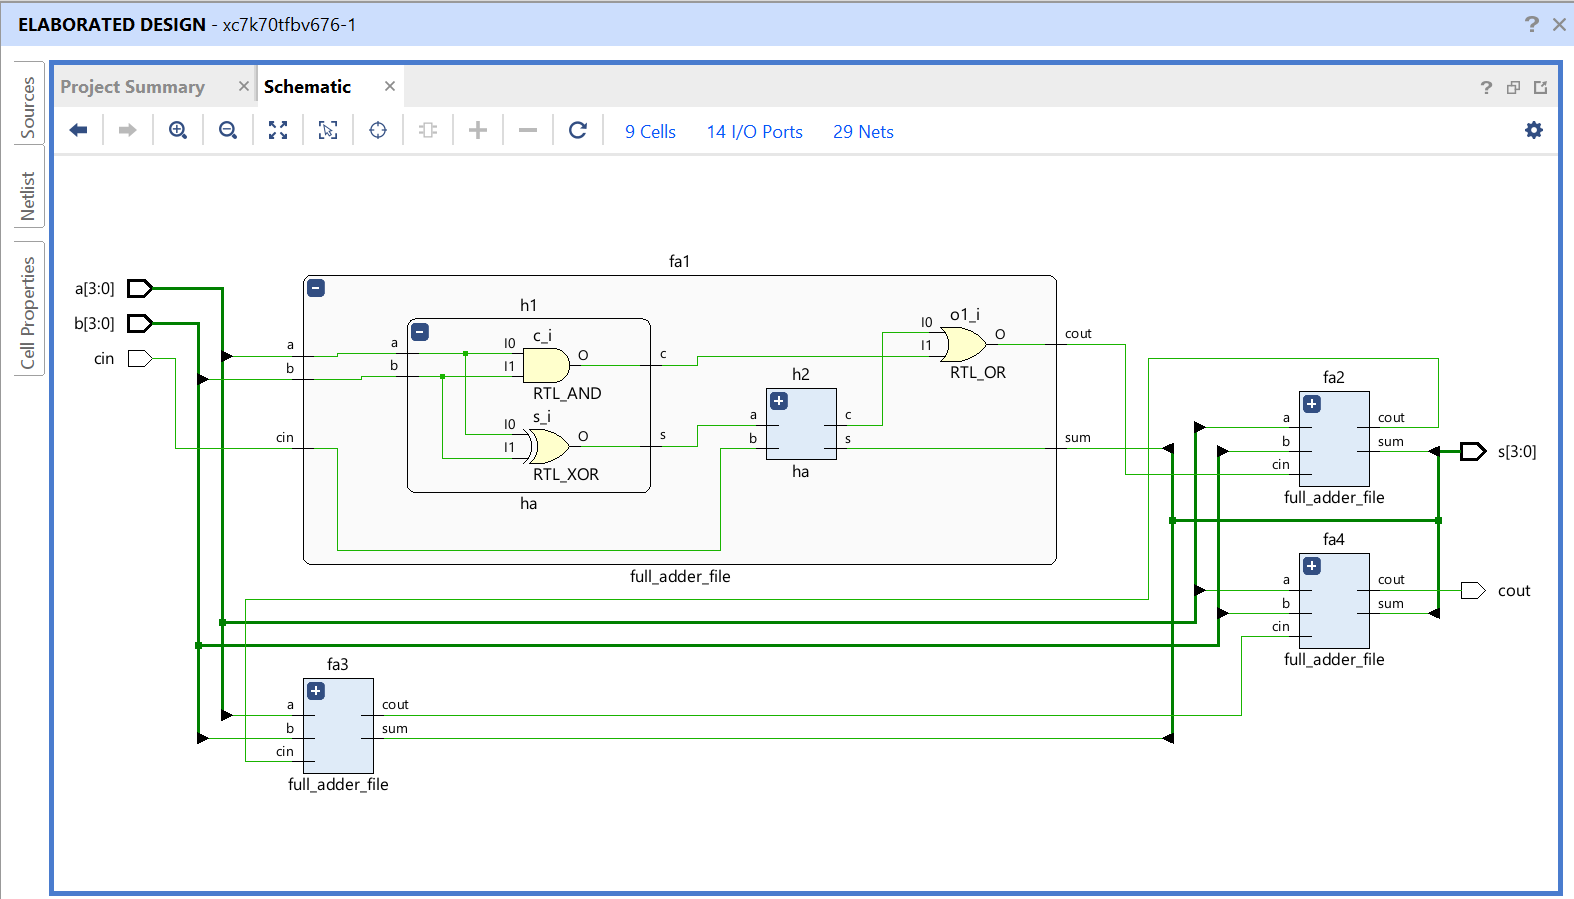 ELABORATED DESIGN - xc7k70tfbv676-1
Sources
Netlist
Cell Properties
Project Summary
Schematic
9 Cells
14 I/O Ports
29 Nets
a[3:0]
b[3:0]
cin
fa1
a
b
cin
h1
a
b
c_i
I0
I1
O
RTL_AND
s_i
I0
I1
O
RTL_XOR
c
s
ha
h2
a
b
c
s
ha
o1_i
I0
I1
O
RTL_OR
cout
sum
full_adder_file
fa2
a
b
cin
cout
sum
full_adder_file
s[3:0]
fa4
a
b
cin
cout
sum
full_adder_file
cout
fa3
a
b
cin
cout
sum
full_adder_file